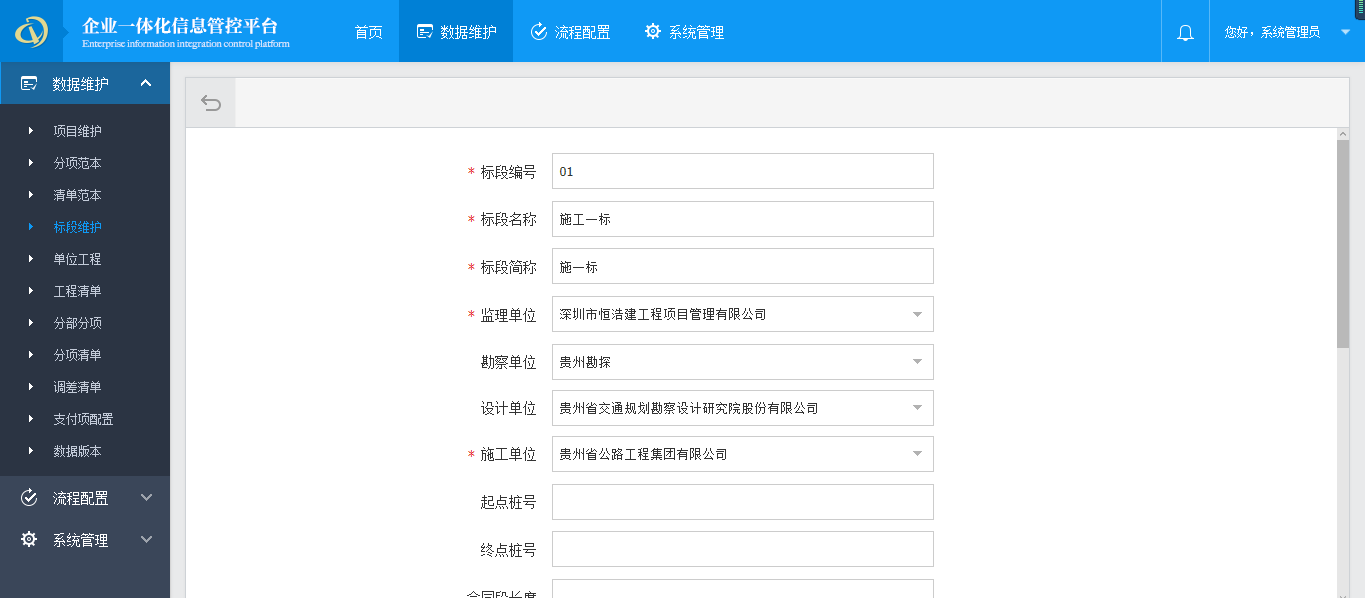 企业一体化信息管控平台
Enterprise information integration control platform
首页
数据维护
流程配置
系统管理
您好，系统管理员
数据维护
项目维护
分项范本
清单范本
标段维护
单位工程
工程清单
分部分项
分项清单
调差清单
支付项配置
数据版本
流程配置
系统管理
* 标段编号 01
* 标段名称 施工一标
* 标段简称 施一标
* 监理单位 深圳市恒浩建工程项目管理有限公司
勘察单位 贵州勘探
设计单位 贵州省交通规划勘察设计研究院股份有限公司
* 施工单位 贵州省公路工程集团有限公司
起点桩号
终点桩号
合同段长度